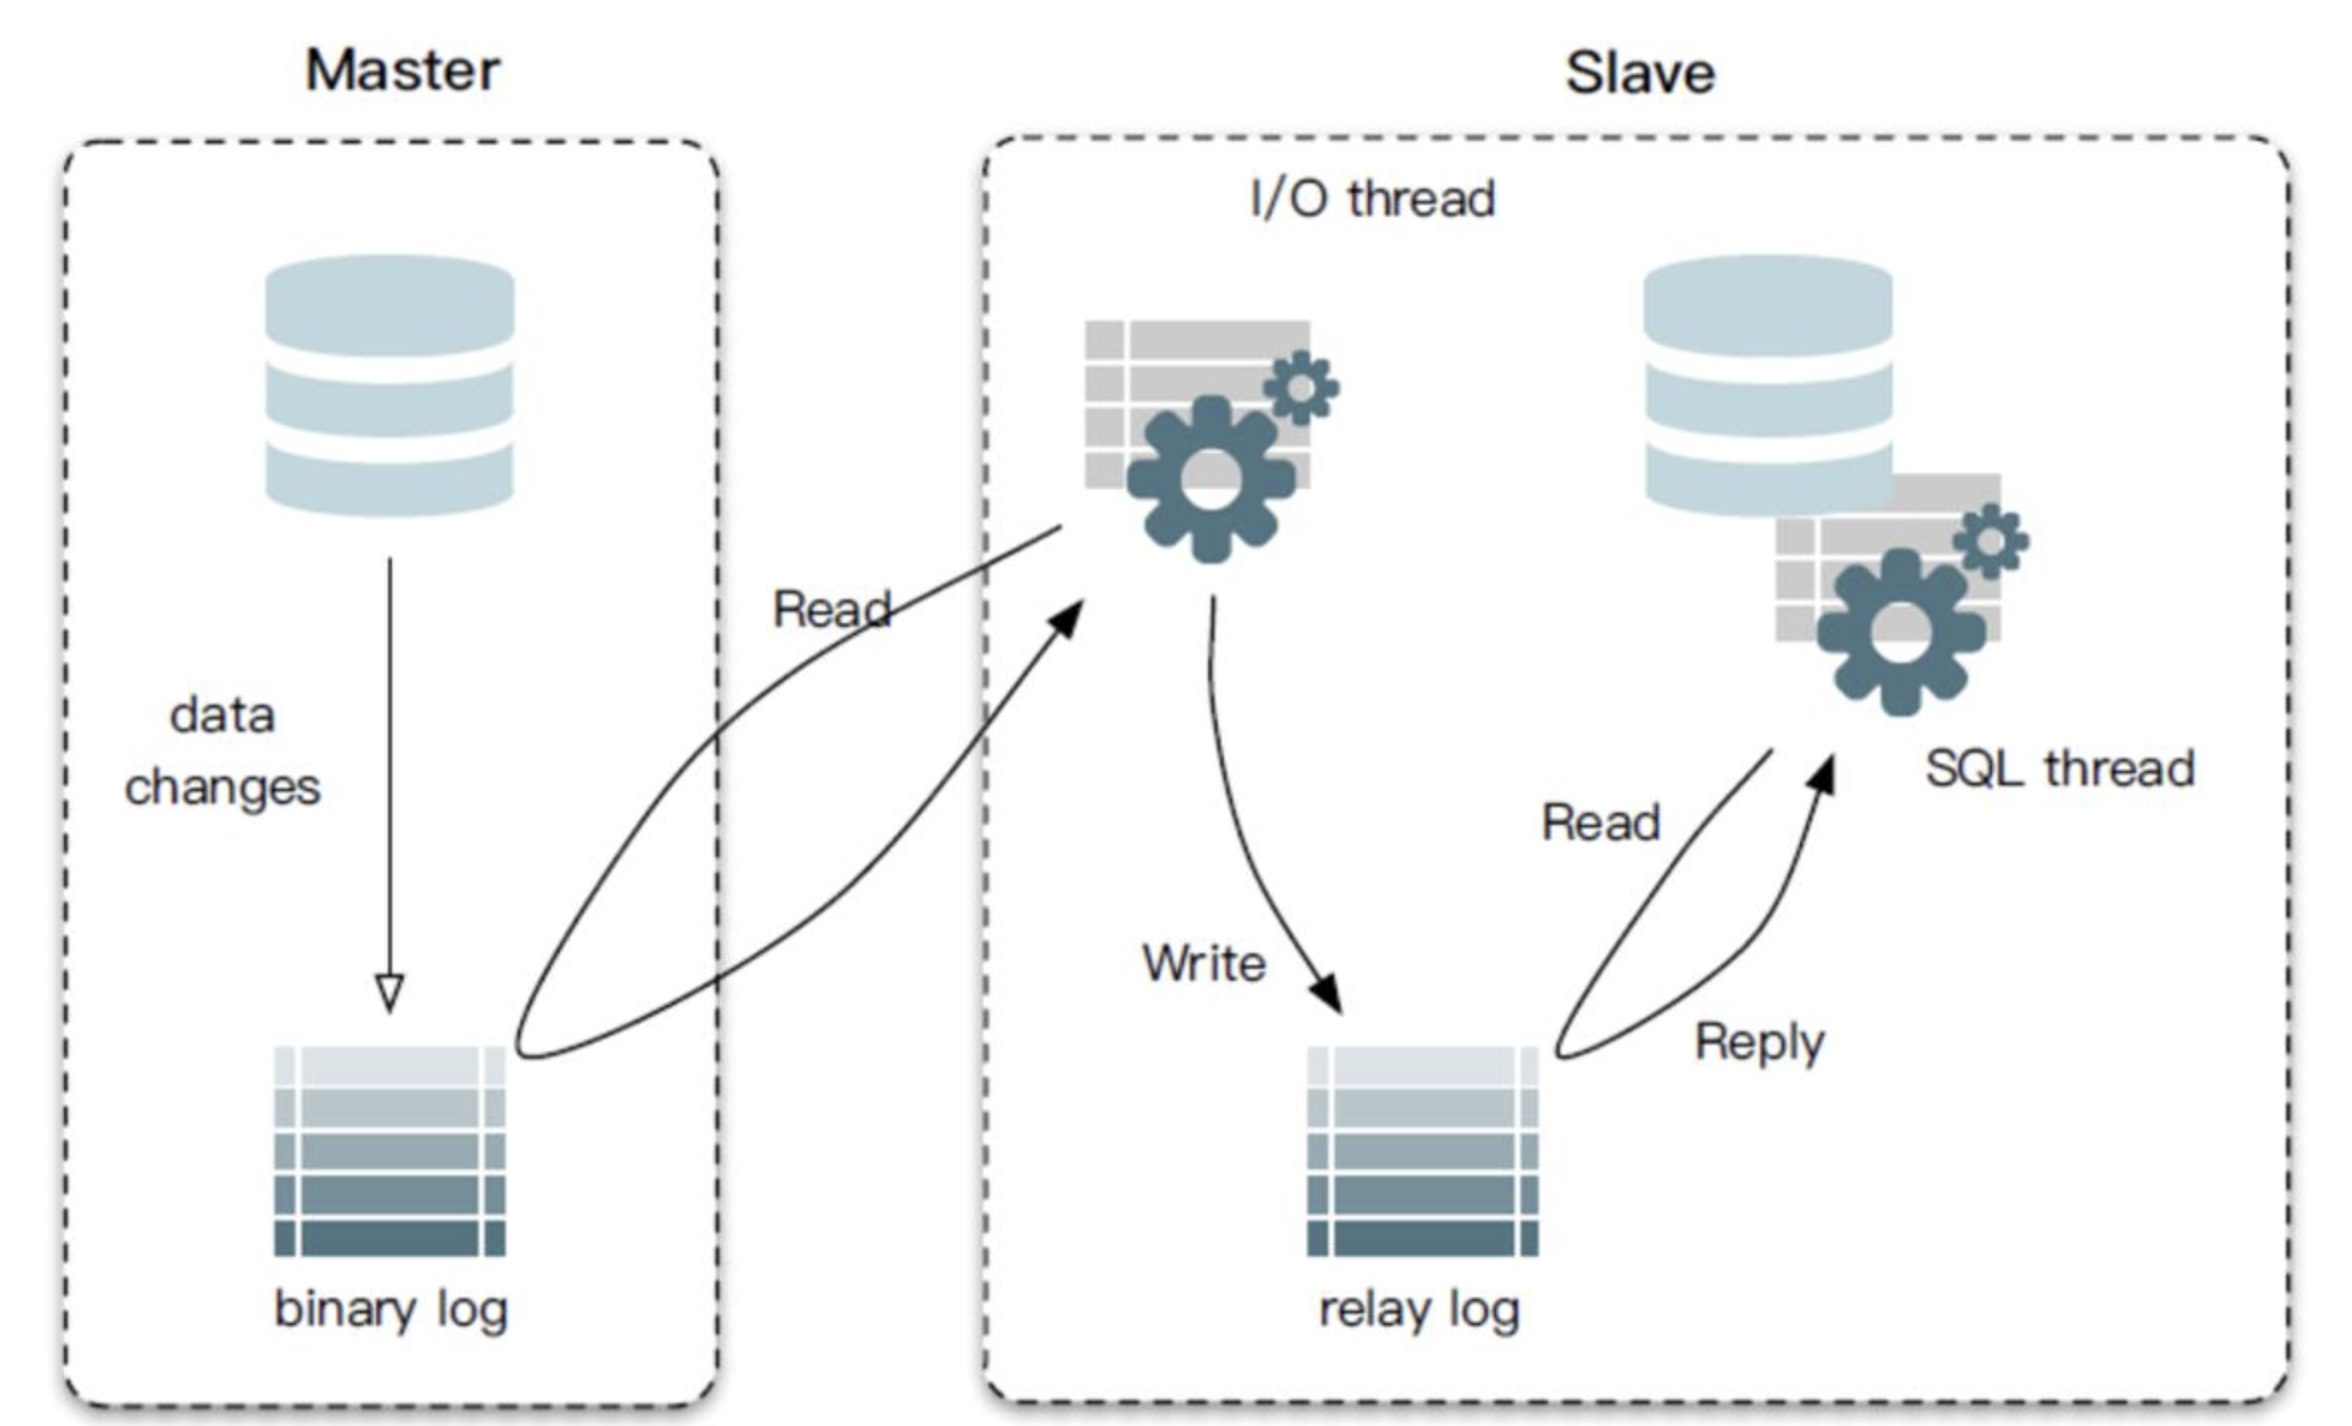 Master
Slave
I/O thread
Read
data
changes
SQL thread
Read
Write
Reply
binary log
relay log